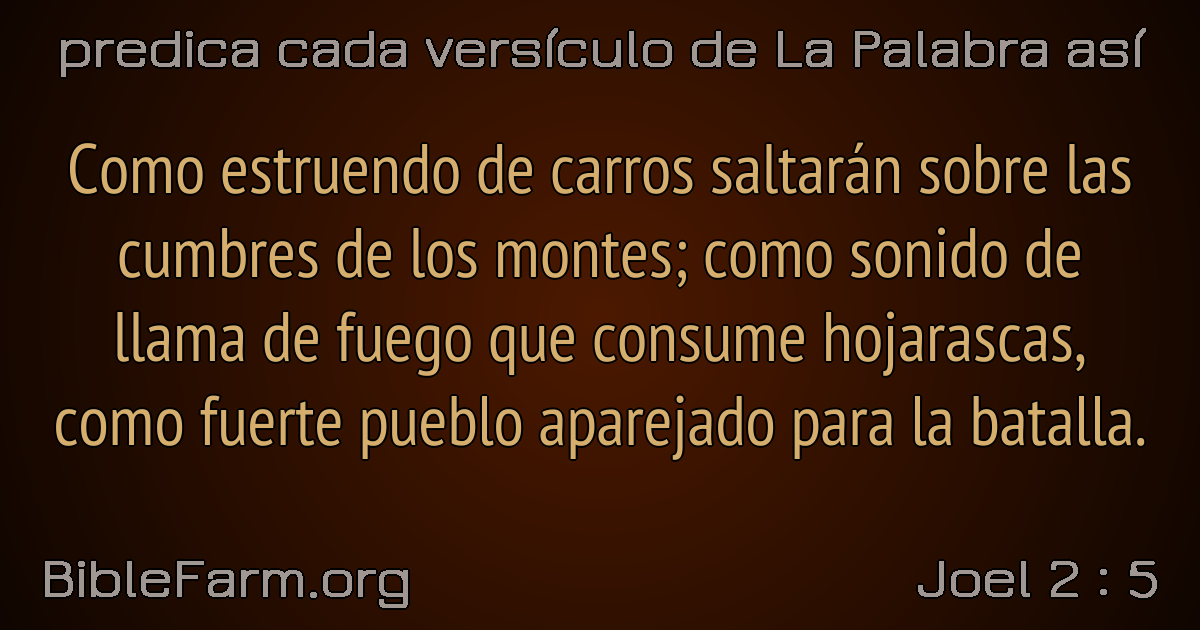 predica cada versículo de La Palabra así
Como estruendo de carros saltarán sobre las
cumbres de los montes; como sonido de
llama de fuego que consume hojarascas,
como fuerte pueblo aparejado para la batalla.
BibleFarm.org
Joel 2 : 5